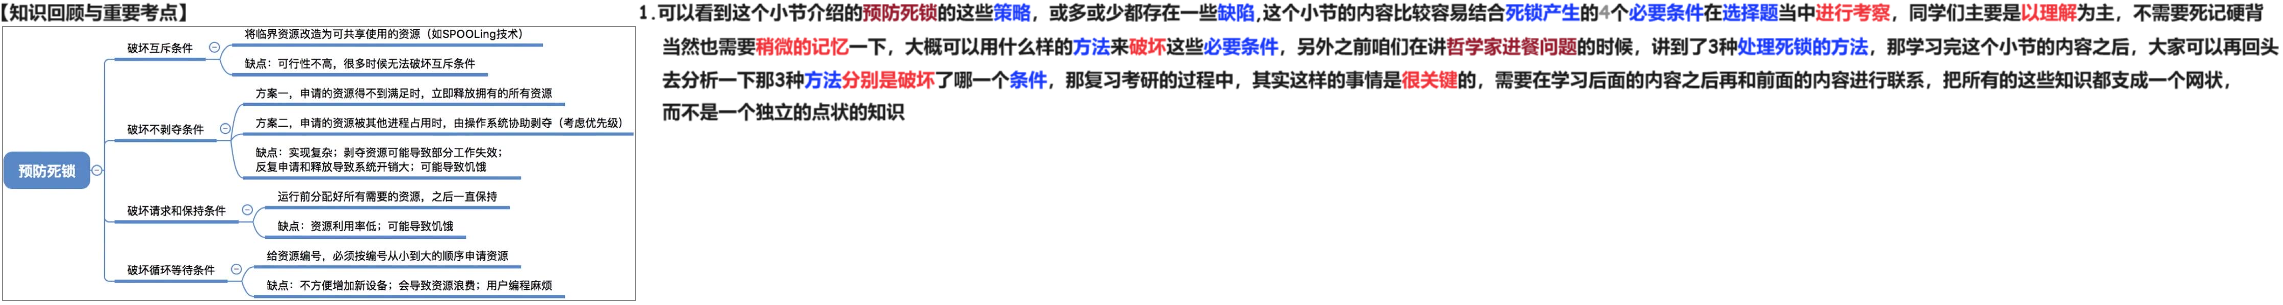 【知识回顾与重要考点】
预防死锁
破坏互斥条件
将临界资源改造为可共享使用的资源（如SPOOLing技术）
缺点：可行性不高，很多时候无法破坏互斥条件
破坏不剥夺条件
方案一，申请的资源得不到满足时，立即释放拥有的所有资源
方案二，申请的资源被其他进程占用时，由操作系统协助剥夺（考虑优先级）
缺点：实现复杂；剥夺资源可能导致部分工作失效；
反复申请和释放导致系统开销大；可能导致饥饿
破坏请求和保持条件
运行前分配好所有需要的资源，之后一直保持
缺点：资源利用率低；可能导致饥饿
破坏循环等待条件
给资源编号，必须按编号从小到大的顺序申请资源
缺点：不方便增加新设备；会导致资源浪费；用户编程麻烦
1.可以看到这个小节介绍的预防死锁的这些策略，或多或少都存在一些缺陷,这个小节的内容比较容易结合死锁产生的4个必要条件在选择题当中进行考察，同学们主要是以理解为主，不需要死记硬背
当然也需要稍微的记忆一下，大概可以用什么样的方法来破坏这些必要条件，另外之前咱们在讲哲学家进餐问题的时候，讲到了3种处理死锁的方法，那学习完这个小节的内容之后，大家可以再回头
去分析一下那3种方法分别是破坏了哪一个条件，那复习考研的过程中，其实这样的事情是很关键的，需要在学习后面的内容之后再和前面的内容进行联系，把所有的这些知识都支成一个网状，
而不是一个独立的点状的知识